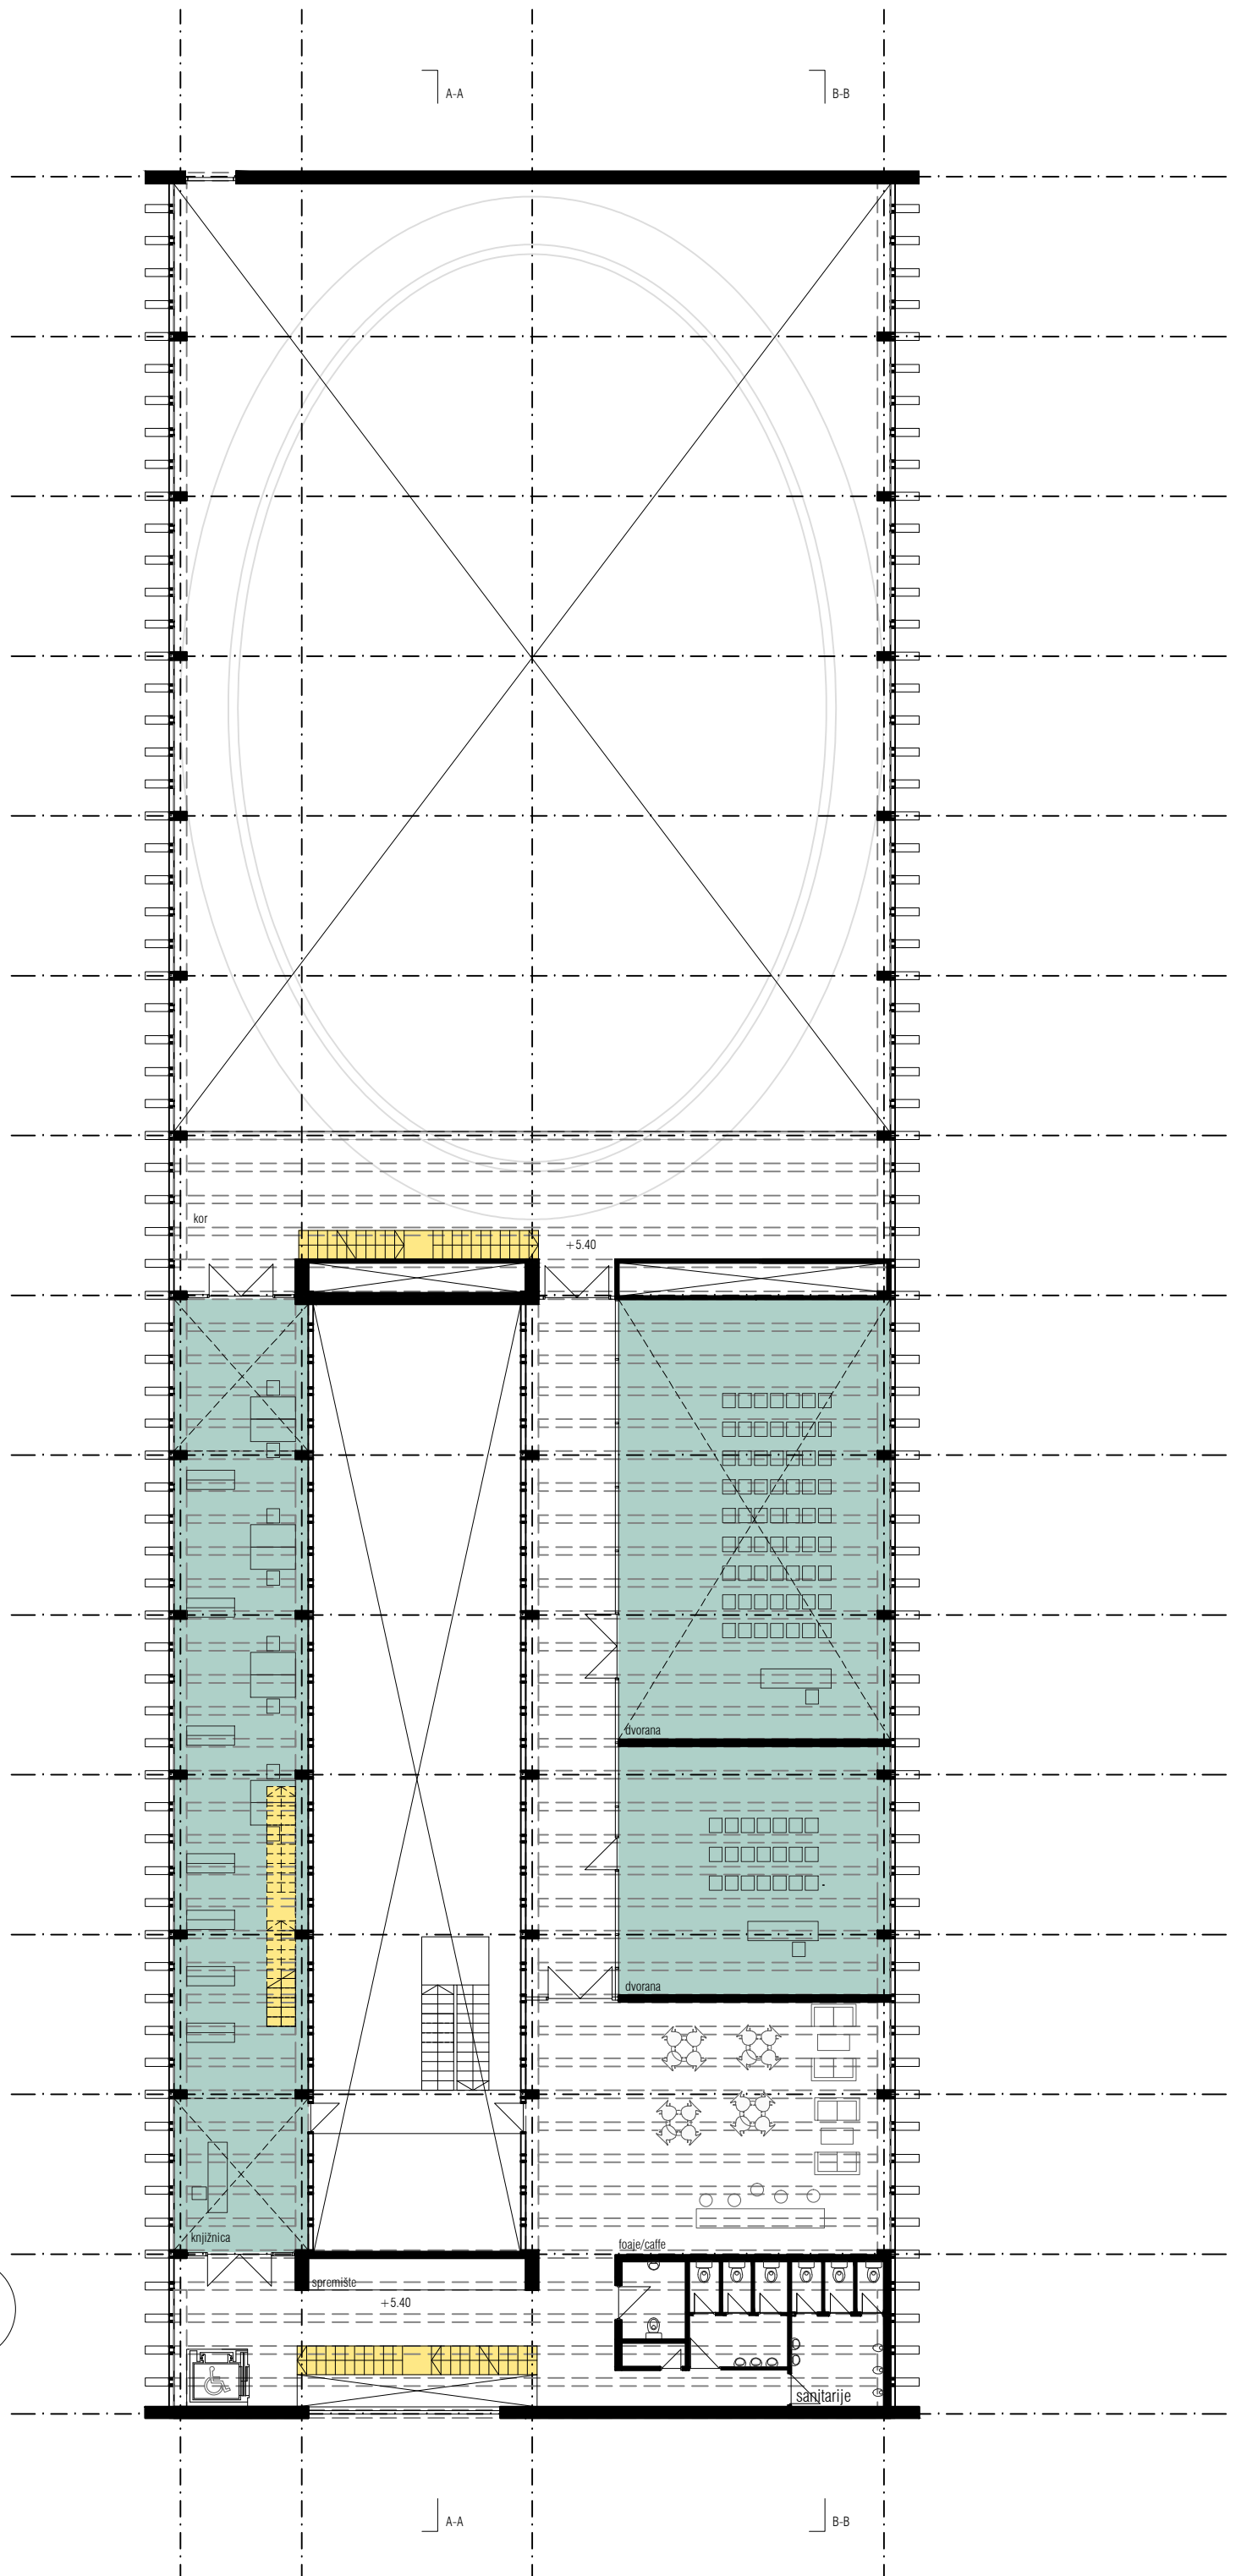 A-A
B-B
kor
+5.40
dvorana
dvorana
knjižnica
foaje/caffe
spremište
+5.40
sanitarije
A-A
B-B